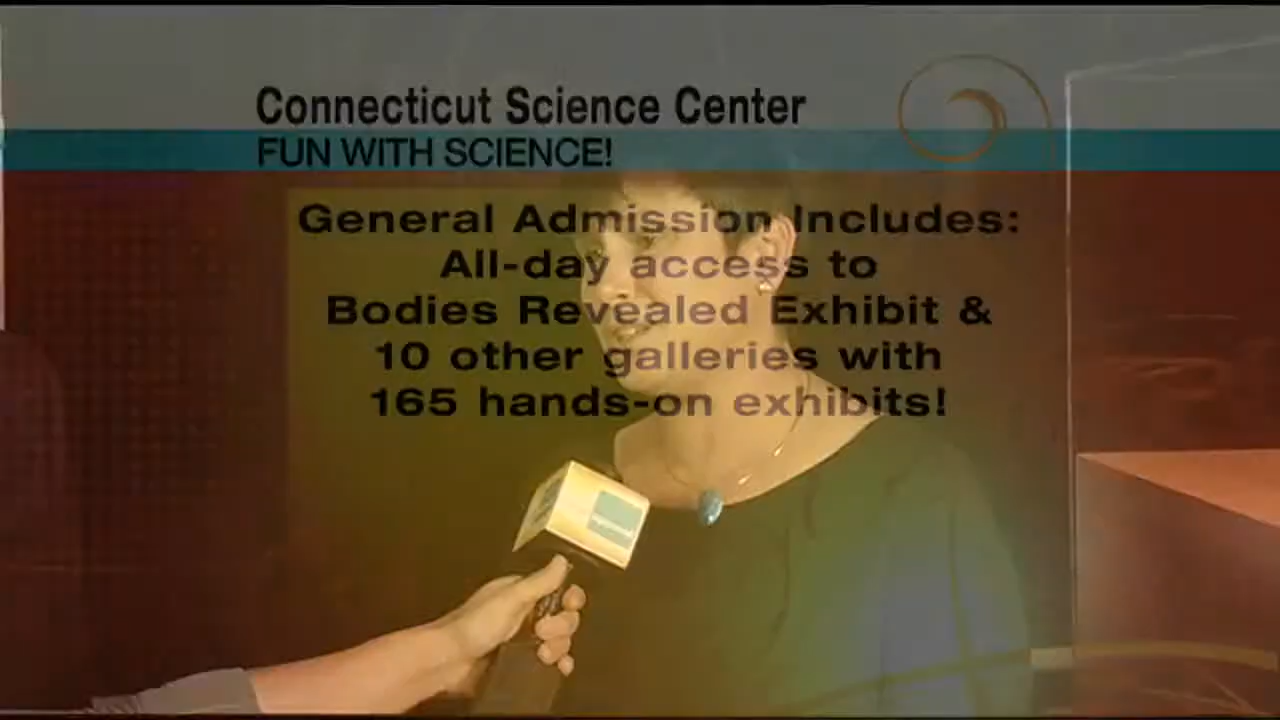 Connecticut Science Center
FUN WITH SCIENCE!
General Admission Includes:
All-day access to
Bodies Revealed Exhibit &
10 other galleries with
165 hands-on exhibits!